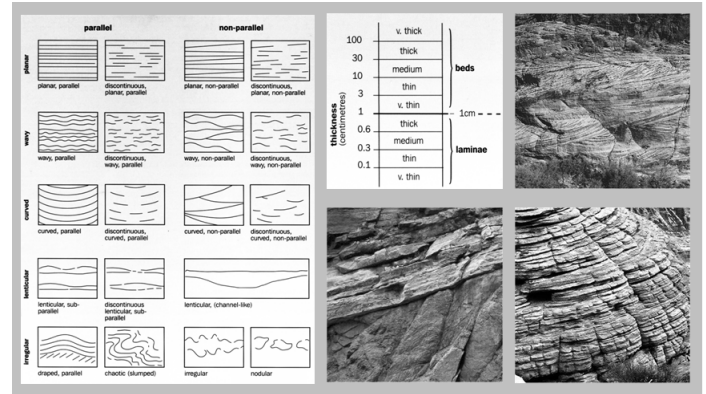 parallel non-parallel
planar
planar, parallel
discontinuous,
planar, parallel
planar, non-parallel
discontinuous,
planar, non-parallel
wavy
wavy, parallel
discontinuous,
wavy, parallel
wavy, non-parallel
discontinuous,
wavy, non-parallel
curved
curved, parallel
discontinuous,
curved, parallel
curved, non-parallel
discontinuous,
curved, non-parallel
lenticular
lenticular, sub-
parallel
discontinuous
lenticular, sub-
parallel
lenticular, (channel-like)
irregular
draped, parallel
chaotic (slumped)
irregular
nodular
thickness
(centimetres)
v. thick
100
thick
30
medium
10
thin
3
v. thin
1
thick
0.6
medium
0.3
thin
0.1
v. thin
beds
1cm
laminae